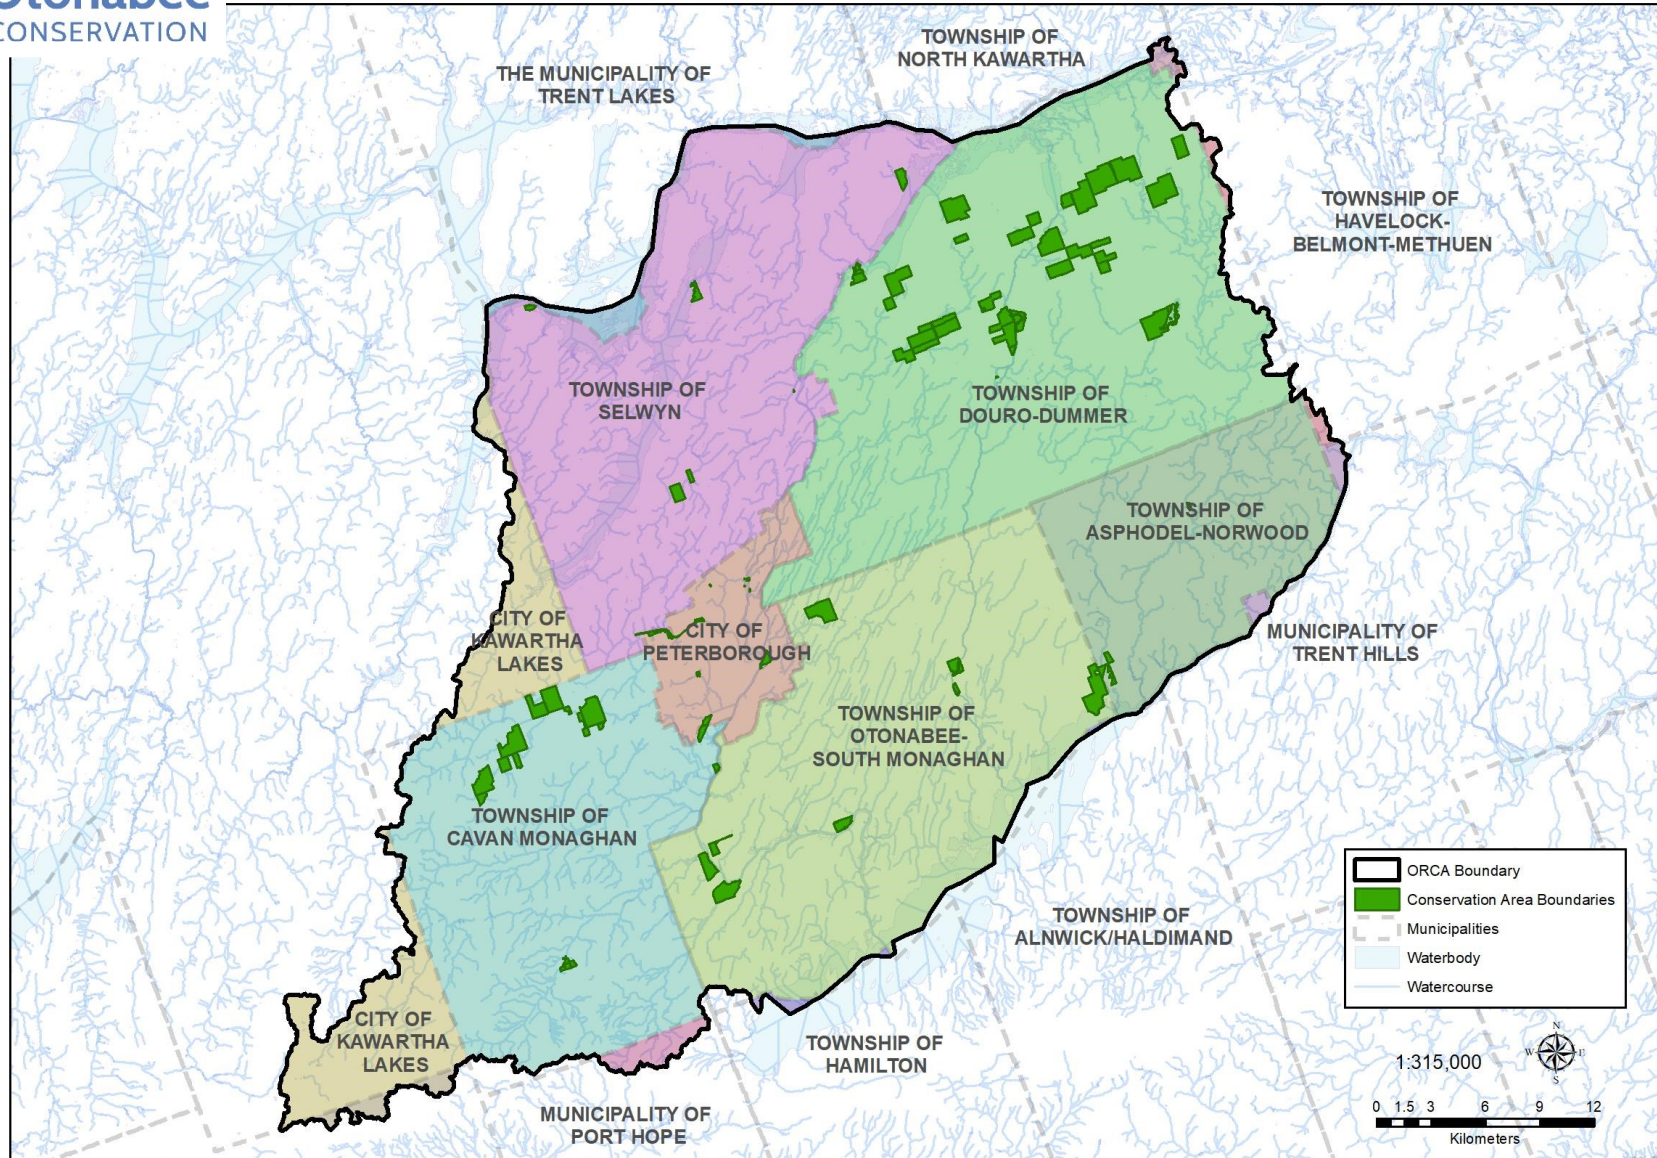 Otonabee
CONSERVATION
TOWNSHIP OF
NORTH KAWARTHA
THE MUNICIPALITY OF
TRENT LAKES
TOWNSHIP OF
HAVELOCK-
BELMONT-METHUEN
TOWNSHIP OF
SELWYN
TOWNSHIP OF
DOURO-DUMMER
TOWNSHIP OF
ASPHODEL-NORWOOD
CITY OF
KAWARTHA
LAKES
CITY OF
PETERBOROUGH
MUNICIPALITY OF
TRENT HILLS
TOWNSHIP OF
OTONABEE-
SOUTH MONAGHAN
TOWNSHIP OF
CAVAN MONAGHAN
TOWNSHIP OF
ALNWICK/HALDIMAND
CITY OF
KAWARTHA
LAKES
TOWNSHIP OF
HAMILTON
MUNICIPALITY OF
PORT HOPE
ORCA Boundary
Conservation Area Boundaries
Municipalities
Waterbody
Watercourse
1:315,000
N
W E
S
0 1.5 3 6 9 12
Kilometers